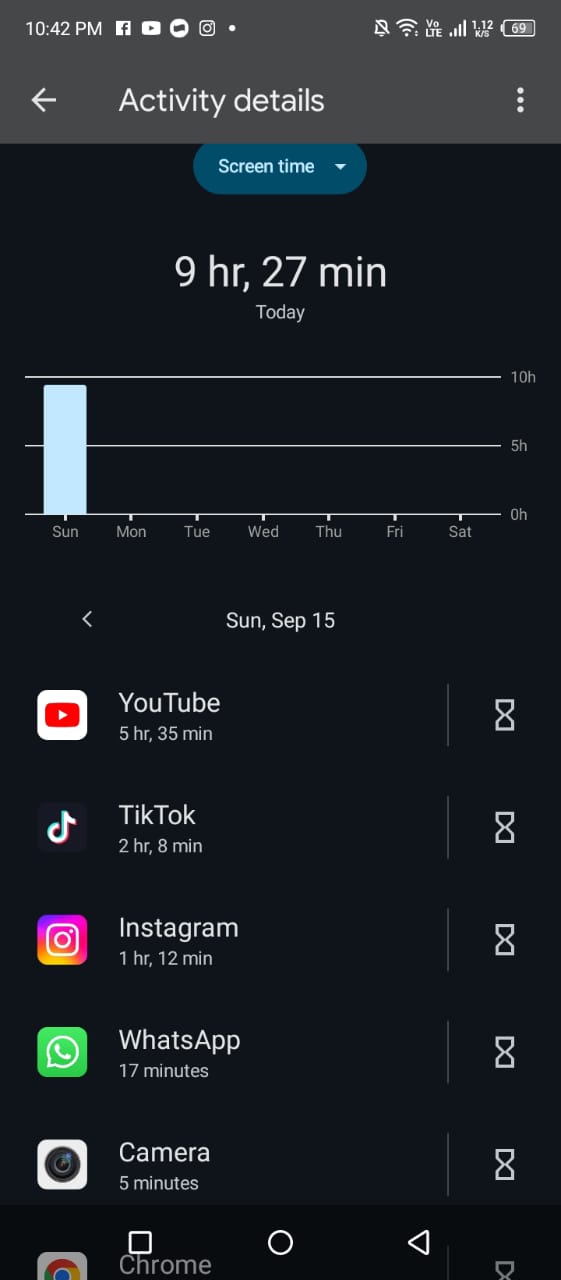 10:42 PM Vo LTE 1.12 K/S 69
Activity details
Screen time
9 hr, 27 min
Today
10h
5h
0h
Sun Mon Tue Wed Thu Fri Sat
Sun, Sep 15
YouTube
5 hr, 35 min
TikTok
2 hr, 8 min
Instagram
1 hr, 12 min
WhatsApp
17 minutes
Camera
5 minutes
Chrome